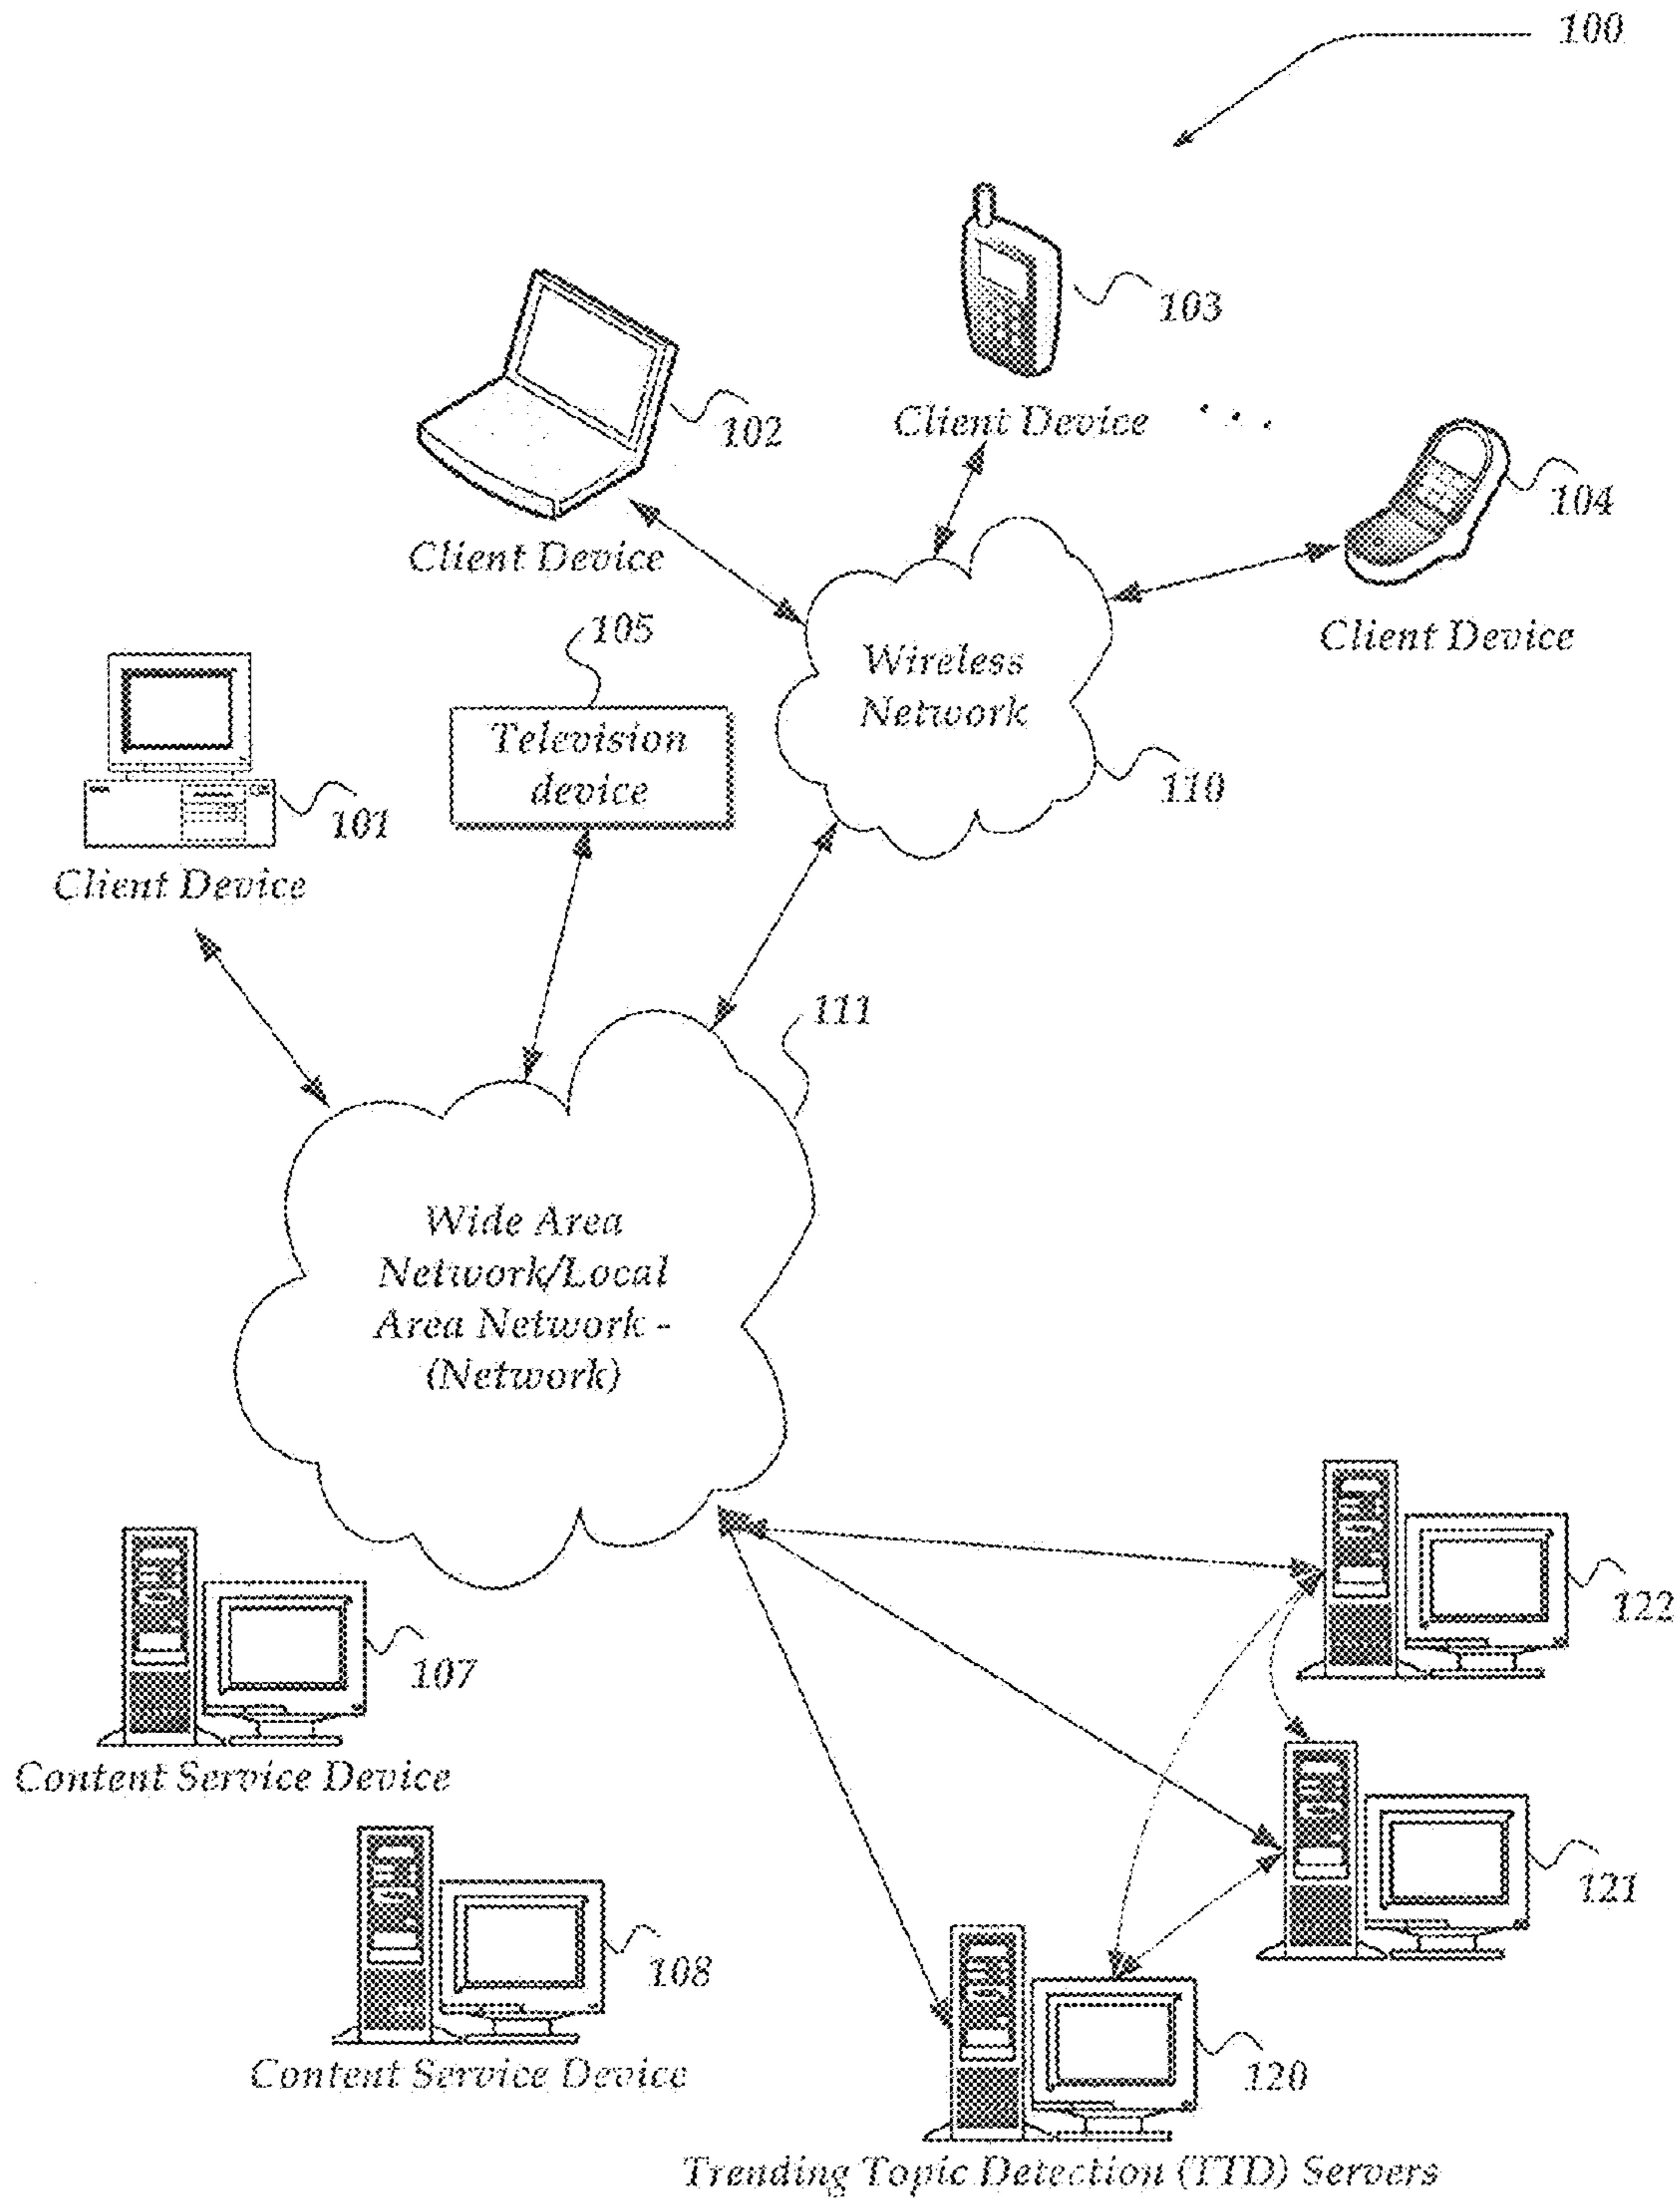 100
103
102
Client Device
104
Client Device
105
Client Device
Wireless
Network
Television
device
110
101
Client Device
111
Wide Area
Network/Local
Area Network -
(Network)
122
107
Content Service Device
121
108
120
Content Service Device
Trending Topic Detection (TTD) Servers